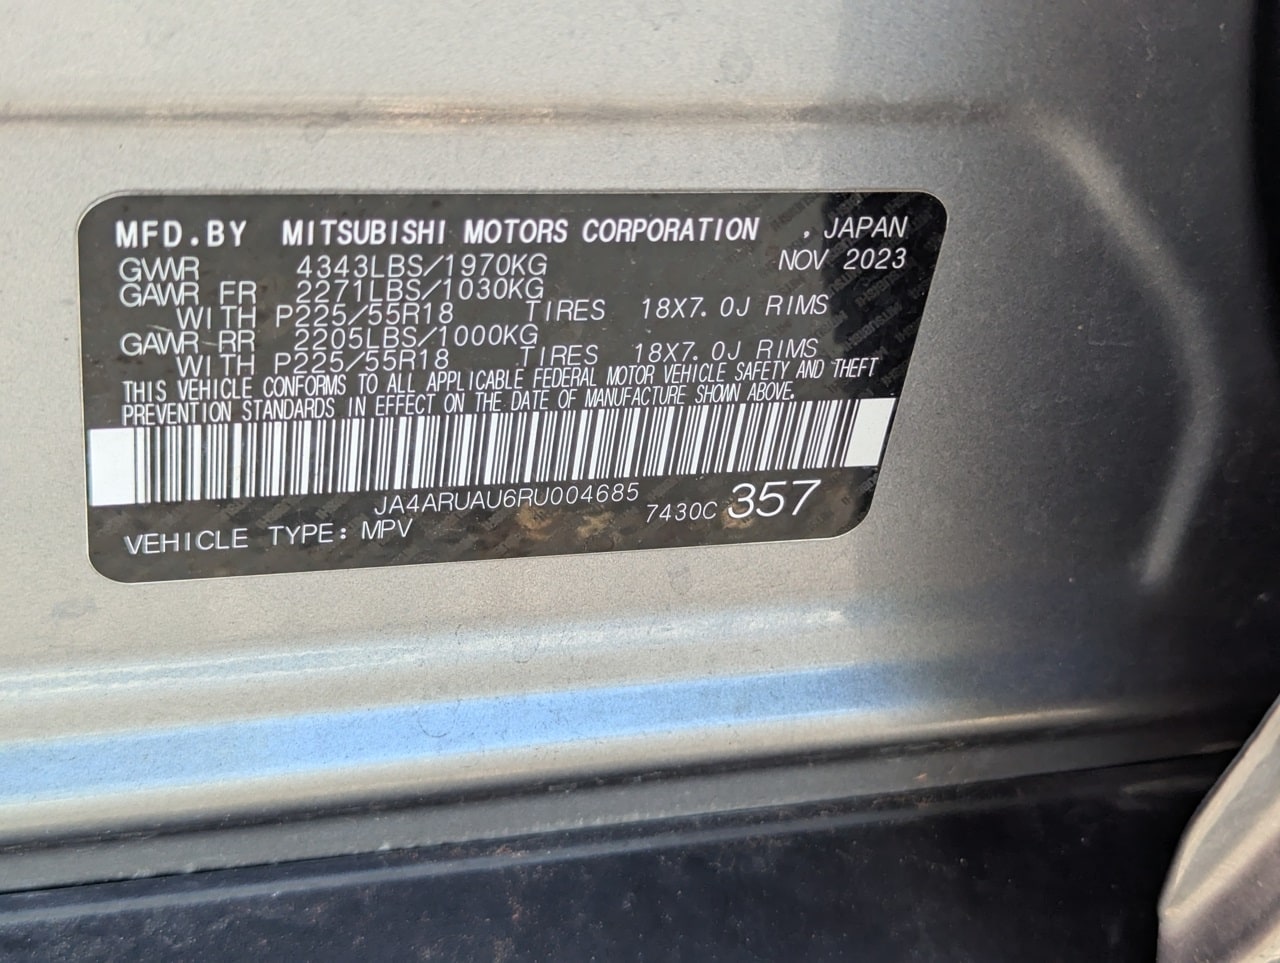 MFD.BY MITSUBISHI MOTORS CORPORATION , JAPAN
GVWR 4343LBS/1970KG NOV 2023
GAWR FR 2271LBS/1030KG
WITH P225/55R18 TIRES 18X7.0J RIMS
GAWR RR 2205LBS/1000KG
WITH P225/55R18 TIRES 18X7.0J RIMS
THIS VEHICLE CONFORMS TO ALL APPLICABLE FEDERAL MOTOR VEHICLE SAFETY AND THEFT
PREVENTION STANDARDS IN EFFECT ON THE DATE OF MANUFACTURE SHOWN ABOVE.
JA4ARUAU6RU004685
VEHICLE TYPE: MPV 7430C 357